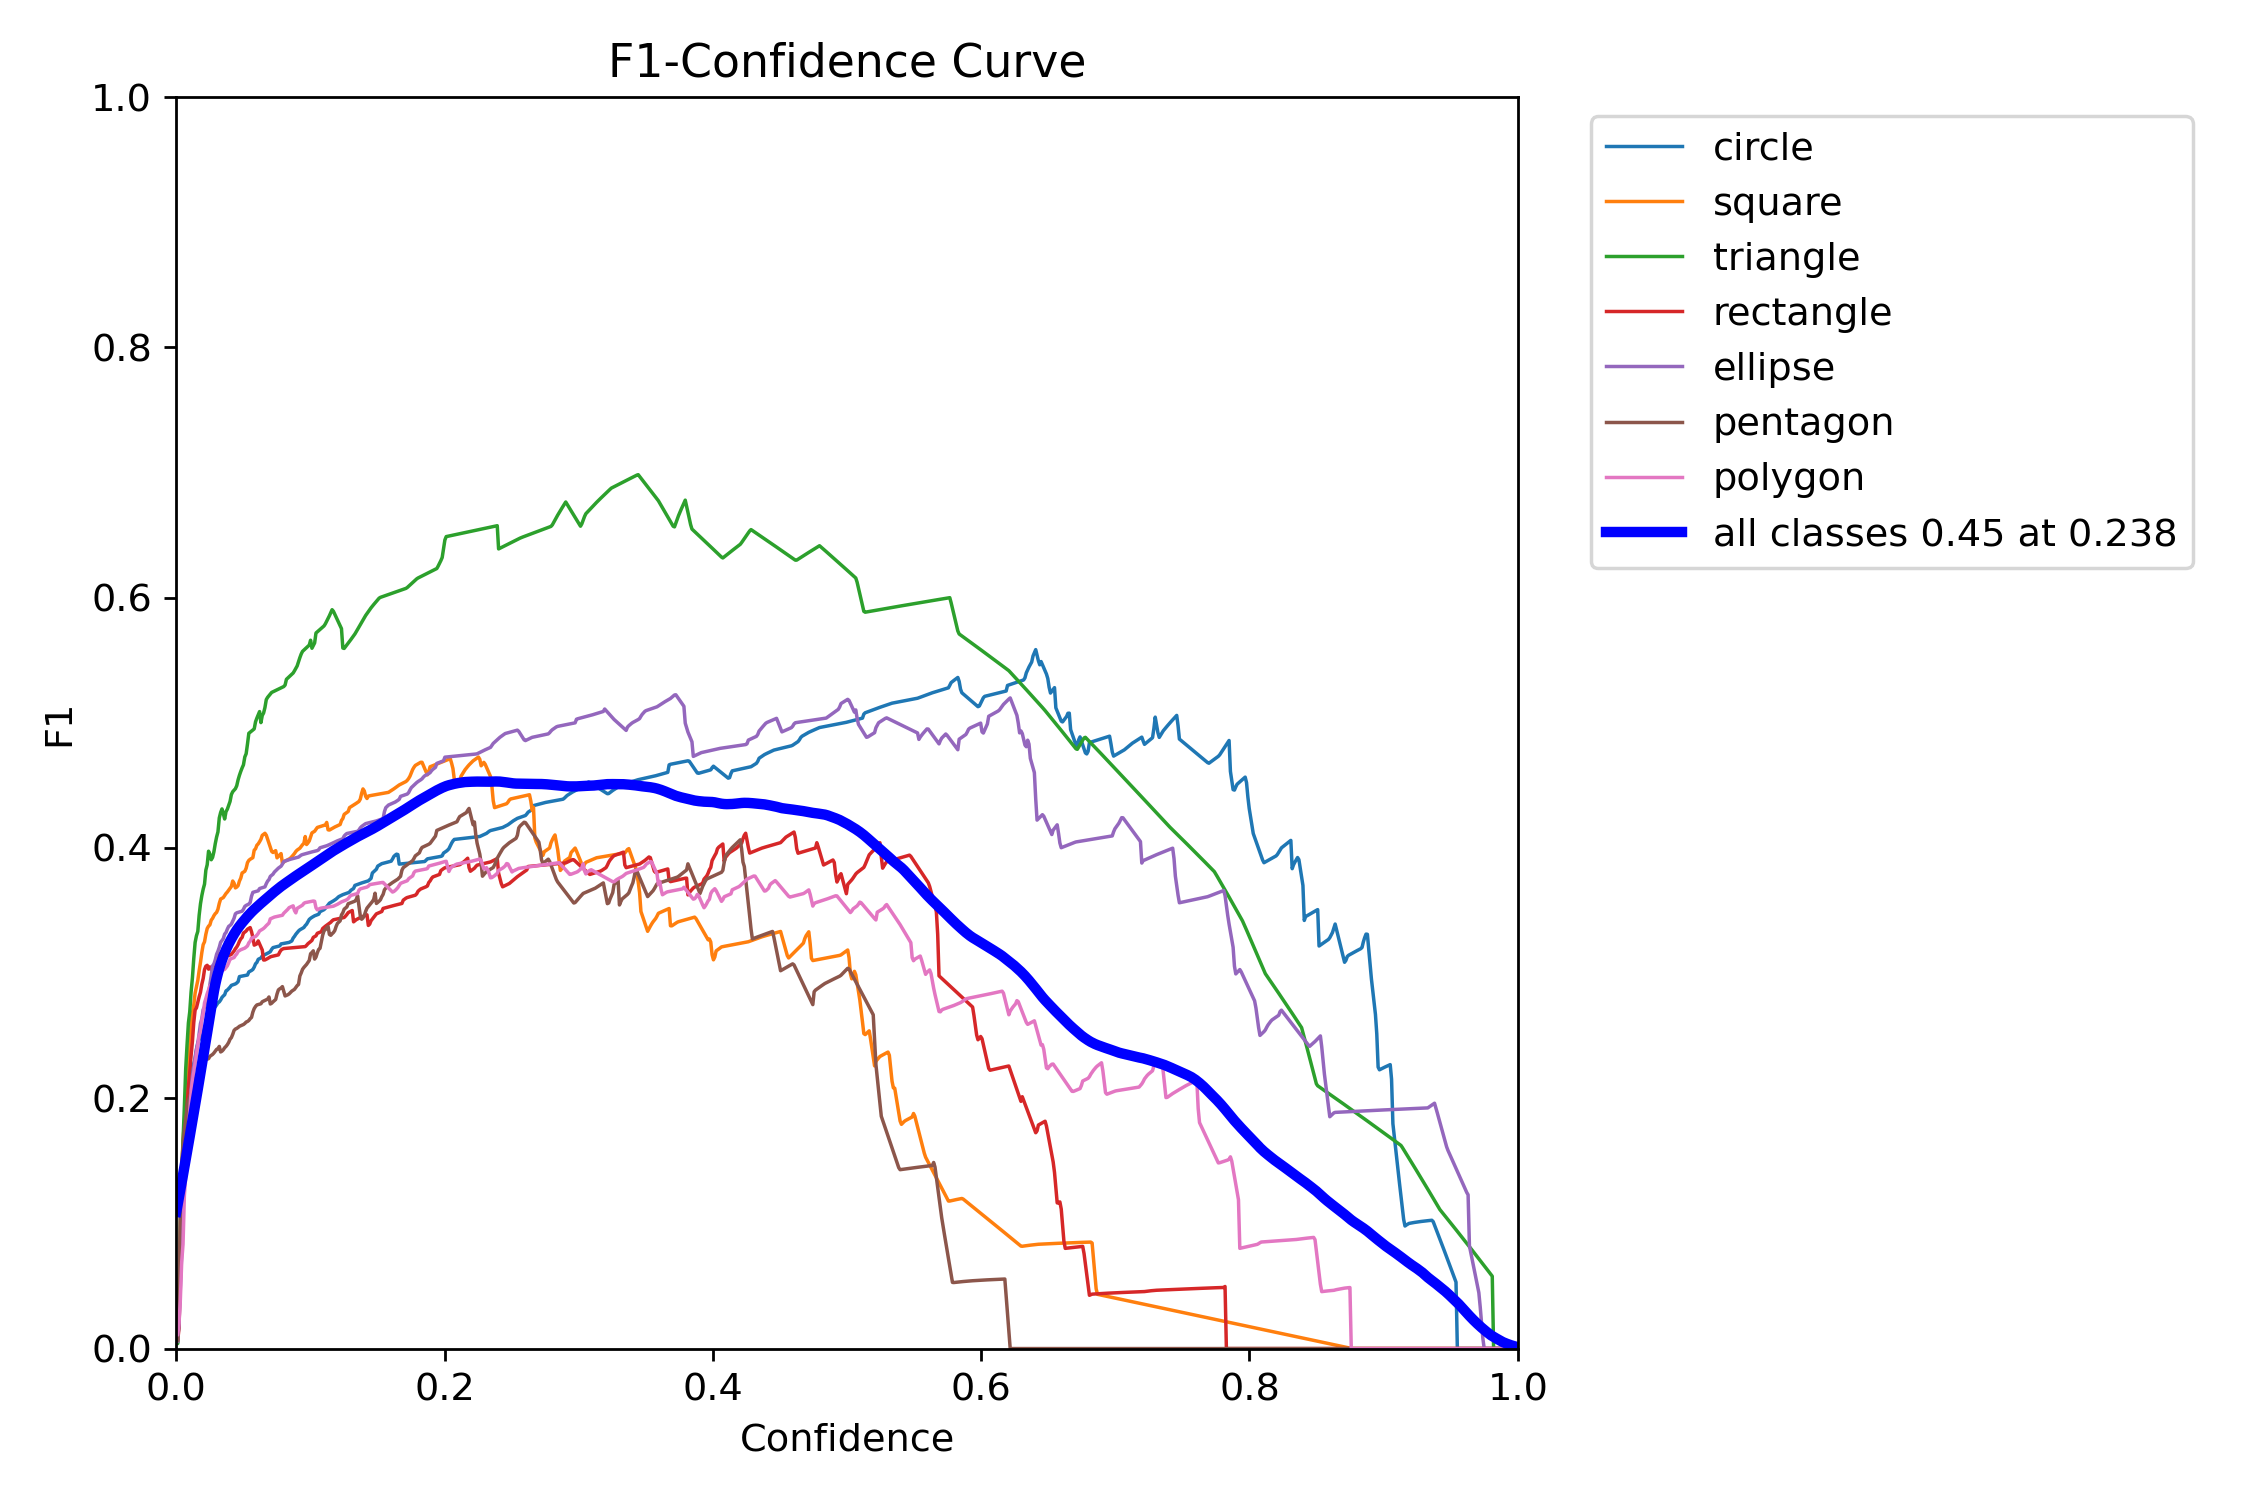 F1-Confidence Curve
1.0
0.8
0.6
0.4
0.2
0.0
F1
0.0 0.2 0.4 0.6 0.8 1.0
Confidence
circle
square
triangle
rectangle
ellipse
pentagon
polygon
all classes 0.45 at 0.238